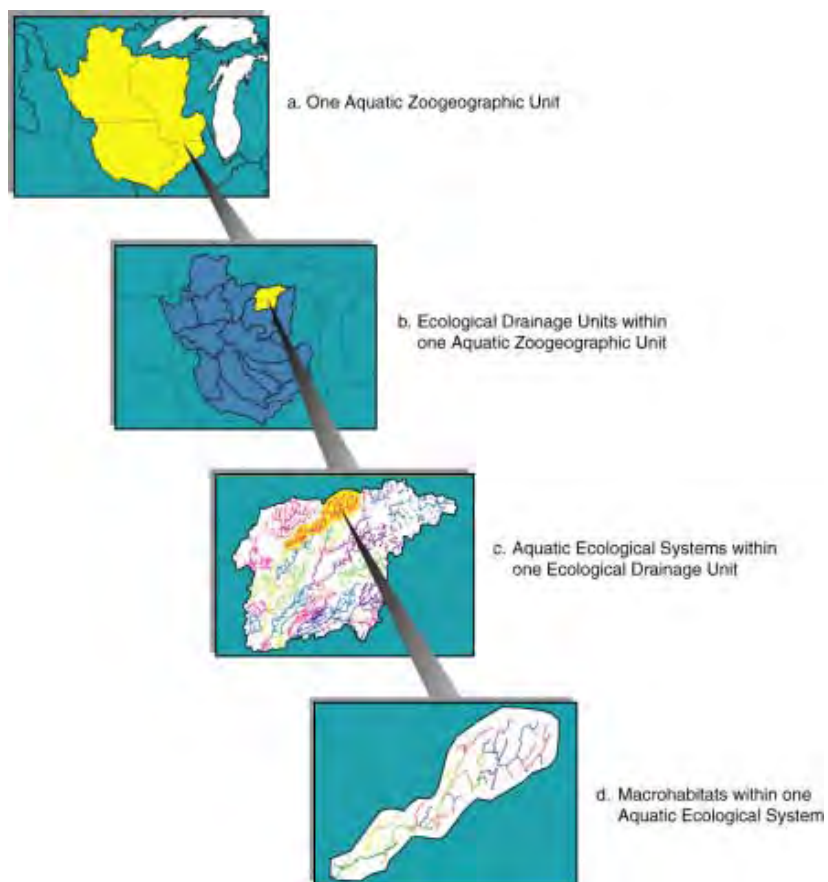 a. One Aquatic Zoogeographic Unit
b. Ecological Drainage Units within
one Aquatic Zoogeographic Unit
c. Aquatic Ecological Systems within
one Ecological Drainage Unit
d. Macrohabitats within one
Aquatic Ecological System